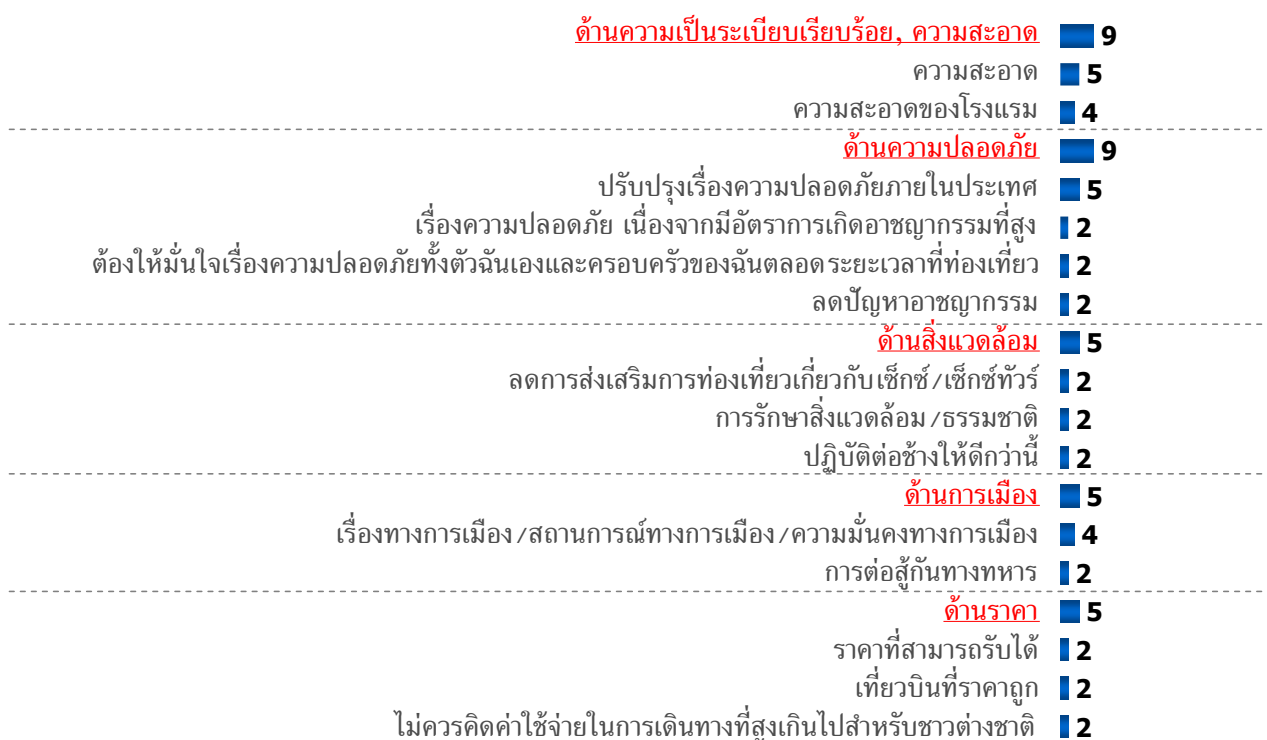 ด้านความเป็นระเบียบเรียบร้อย, ความสะอาด 9
ความสะอาด 5
ความสะอาดของโรงแรม 4
ด้านความปลอดภัย 9
ปรับปรุงเรื่องความปลอดภัยภายในประเทศ 5
เรื่องความปลอดภัย เนื่องจากมีอัตราการเกิดอาชญากรรมที่สูง 2
ต้องให้มั่นใจเรื่องความปลอดภัยทั้งตัวฉันเองและครอบครัวของฉันตลอดระยะเวลาที่ท่องเที่ยว 2
ลดปัญหาอาชญากรรม 2
ด้านสิ่งแวดล้อม 5
ลดการส่งเสริมการท่องเที่ยวเกี่ยวกับเซ็กซ์/เซ็กซ์ทัวร์ 2
การรักษาสิ่งแวดล้อม/ธรรมชาติ 2
ปฏิบัติต่อช้างให้ดีกว่านี้ 2
ด้านการเมือง 5
เรื่องทางการเมือง/สถานการณ์ทางการเมือง/ความมั่นคงทางการเมือง 4
การต่อสู้กันทางทหาร 2
ด้านราคา 5
ราคาที่สามารถรับได้ 2
เที่ยวบินที่ราคาถูก 2
ไม่ควรคิดค่าใช้จ่ายในการเดินทางที่สูงเกินไปสำหรับชาวต่างชาติ 2